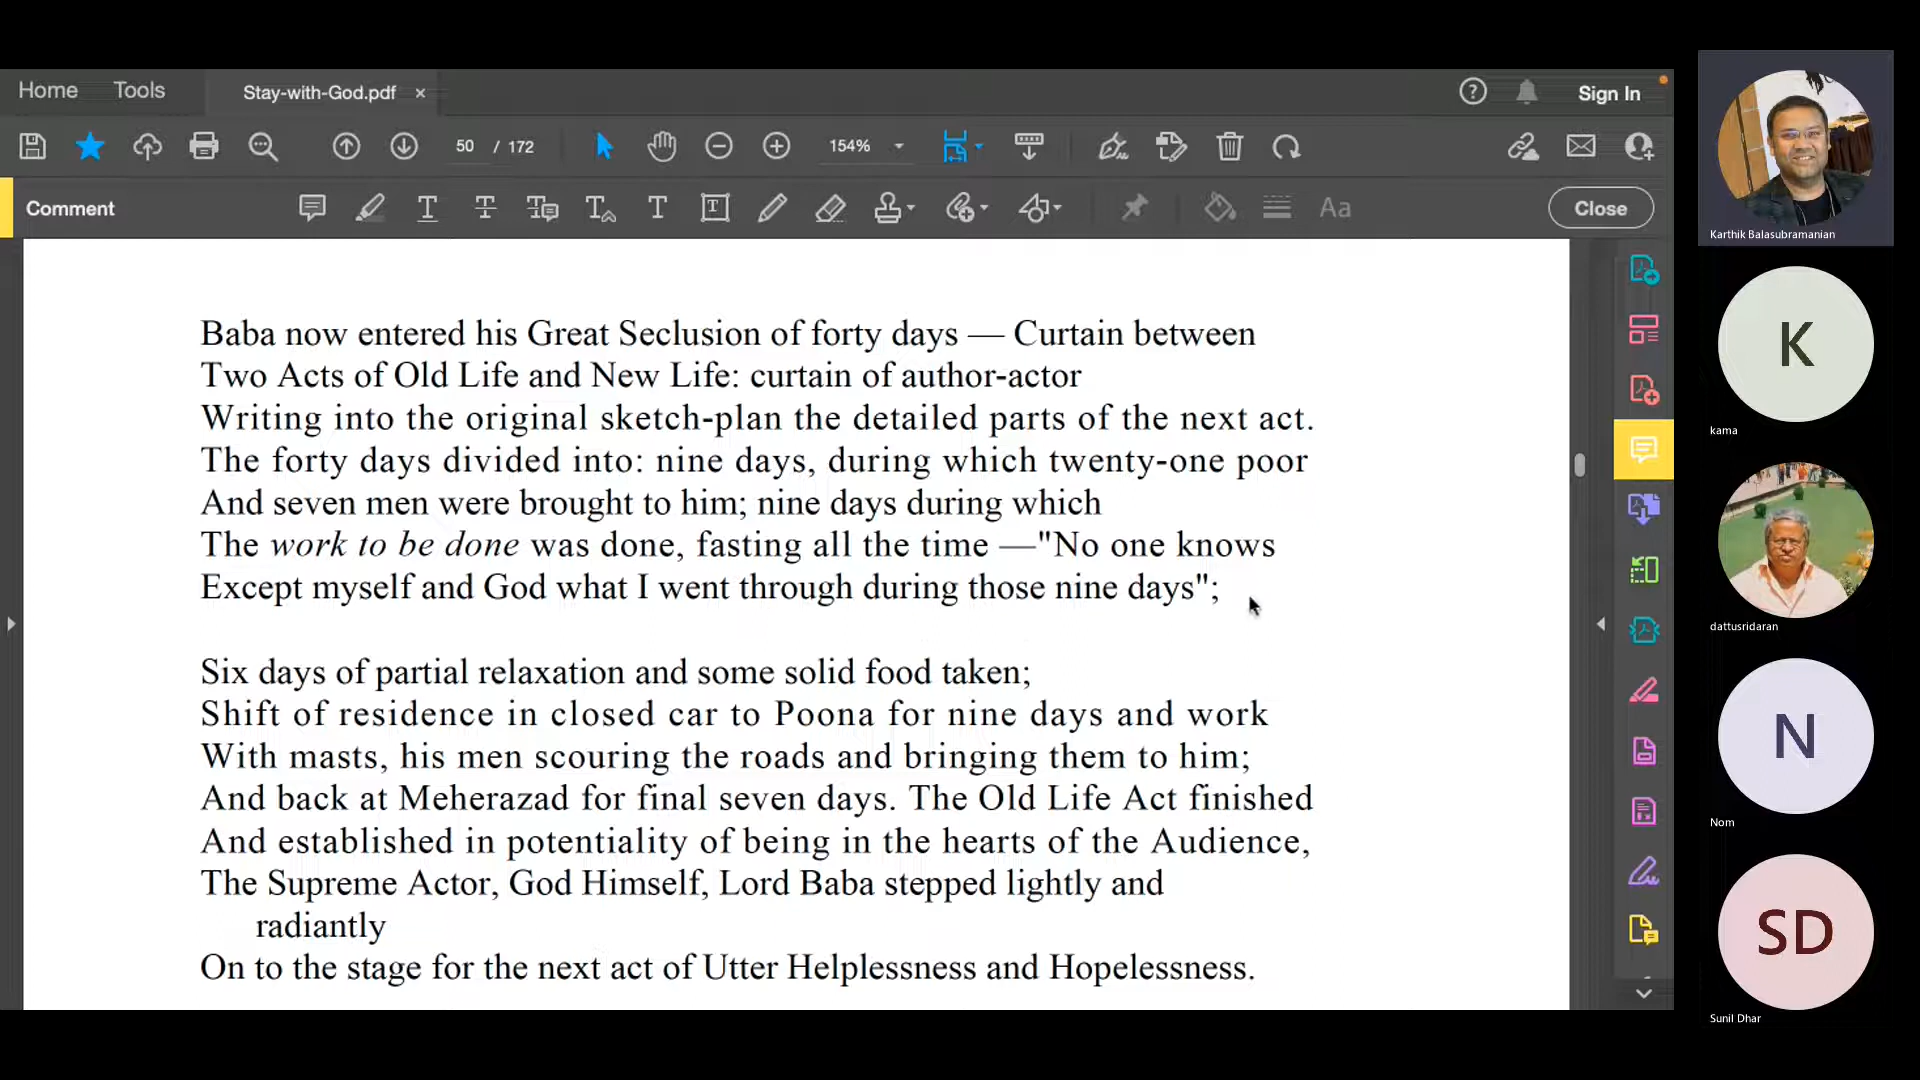 Home Tools Stay-with-God.pdf × Sign In
50 / 172 154%
Comment Aa Close
Baba now entered his Great Seclusion of forty days — Curtain between
Two Acts of Old Life and New Life: curtain of author-actor
Writing into the original sketch-plan the detailed parts of the next act.
The forty days divided into: nine days, during which twenty-one poor
And seven men were brought to him; nine days during which
The work to be done was done, fasting all the time —"No one knows
Except myself and God what I went through during those nine days";
Six days of partial relaxation and some solid food taken;
Shift of residence in closed car to Poona for nine days and work
With masts, his men scouring the roads and bringing them to him;
And back at Meherazad for final seven days. The Old Life Act finished
And established in potentiality of being in the hearts of the Audience,
The Supreme Actor, God Himself, Lord Baba stepped lightly and
radiantly
On to the stage for the next act of Utter Helplessness and Hopelessness.
Karthik Balasubramanian
K
kama
dattusridaran
N
Nom
SD
Sunil Dhar